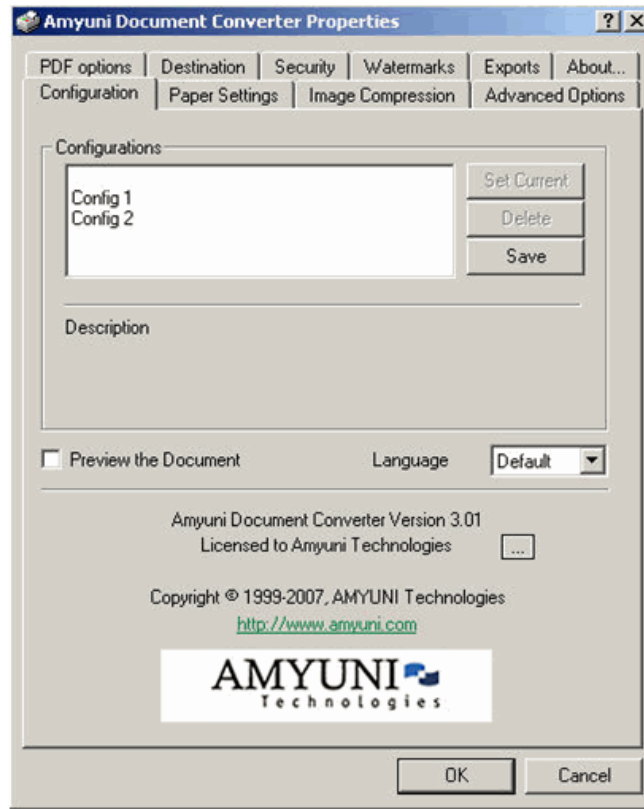 Amyuni Document Converter Properties
PDF options Destination Security Watermarks Exports About...
Configuration Paper Settings Image Compression Advanced Options
Configurations
Config 1
Config 2
Set Current
Delete
Save
Description
Preview the Document Language Default
Amyuni Document Converter Version 3.01
Licensed to Amyuni Technologies ...
Copyright © 1999-2007, AMYUNI Technologies
http://www.amyuni.com
AMYUNI
Technologies
OK Cancel